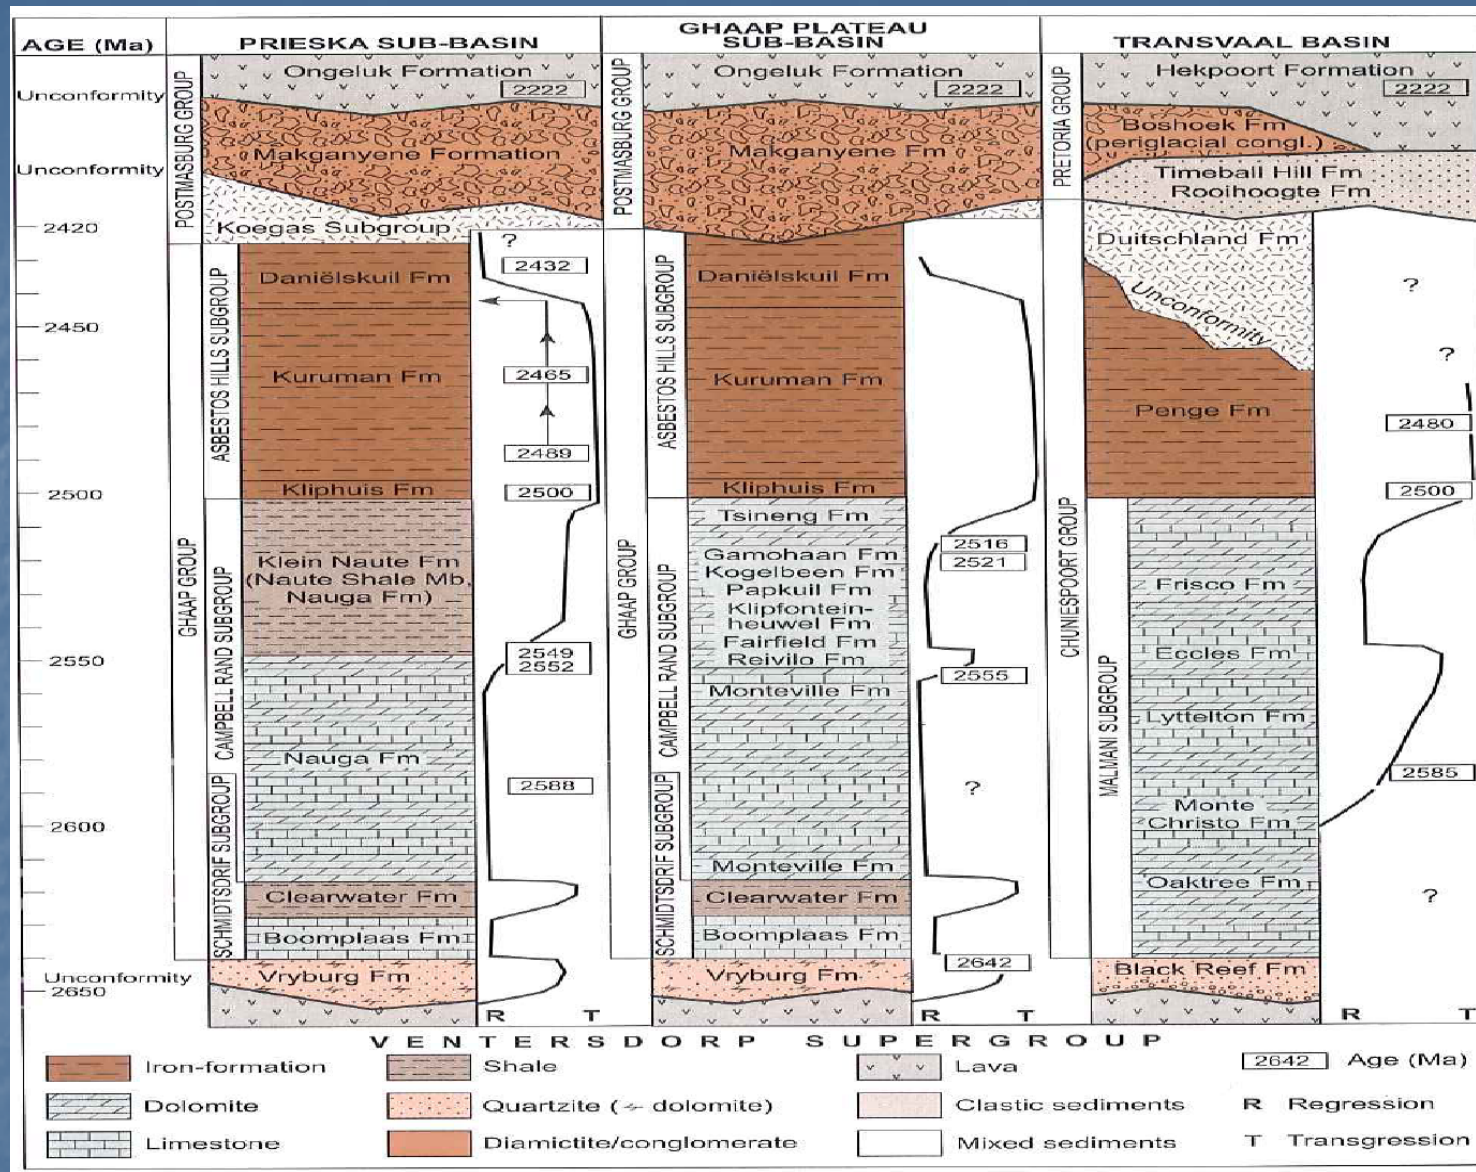 AGE (Ma)
PRIESKA SUB-BASIN
GHAAP PLATEAU
SUB-BASIN
TRANSVAAL BASIN
Unconformity
Unconformity
2420
2450
2500
2550
2600
Unconformity
2650
POSTMASBURG GROUP
GHAAP GROUP
ASBESTOS HILLS SUBGROUP
CAMPBELL RAND SUBGROUP
SCHMIDTSDRIF SUBGROUP
Ongeluk Formation
2222
Makganyene Formation
Koegas Subgroup
?
Daniëlskuil Fm
2432
Kuruman Fm
2465
2489
Kliphuis Fm
2500
Klein Naute Fm
(Naute Shale Mb,
Nauga Fm)
2549
2552
Nauga Fm
2588
Clearwater Fm
Boomplaas Fm
Vryburg Fm
R T
POSTMASBURG GROUP
GHAAP GROUP
ASBESTOS HILLS SUBGROUP
CAMPBELL RAND SUBGROUP
SCHMIDTSDRIF SUBGROUP
Ongeluk Formation
2222
Makganyene Fm
Daniëlskuil Fm
Kuruman Fm
Kliphuis Fm
Tsineng Fm
2516
Gamohaan Fm
2521
Kogelbeen Fm
Papkuil Fm
Klipfontein-
heuwel Fm
Fairfield Fm
Reivilo Fm
2555
Monteville Fm
?
Monteville Fm
Clearwater Fm
Boomplaas Fm
2642
Vryburg Fm
R T
PRETORIA GROUP
CHUNIESPOORT GROUP
MALMANI SUBGROUP
Hekpoort Formation
2222
Boshoek Fm
(periglacial congl.)
Timeball Hill Fm
Rooihoogte Fm
Duitschland Fm
?
Unconformity
?
Penge Fm
2480
2500
Frisco Fm
Eccles Fm
Lyttelton Fm
2585
Monte
Christo Fm
Oaktree Fm
?
Black Reef Fm
R T
VENTERSDORP SUPERGROUP
Iron-formation
Shale
Lava
2642 Age (Ma)
Dolomite
Quartzite ( dolomite)
Clastic sediments
R Regression
Limestone
Diamictite/conglomerate
Mixed sediments
T Transgression